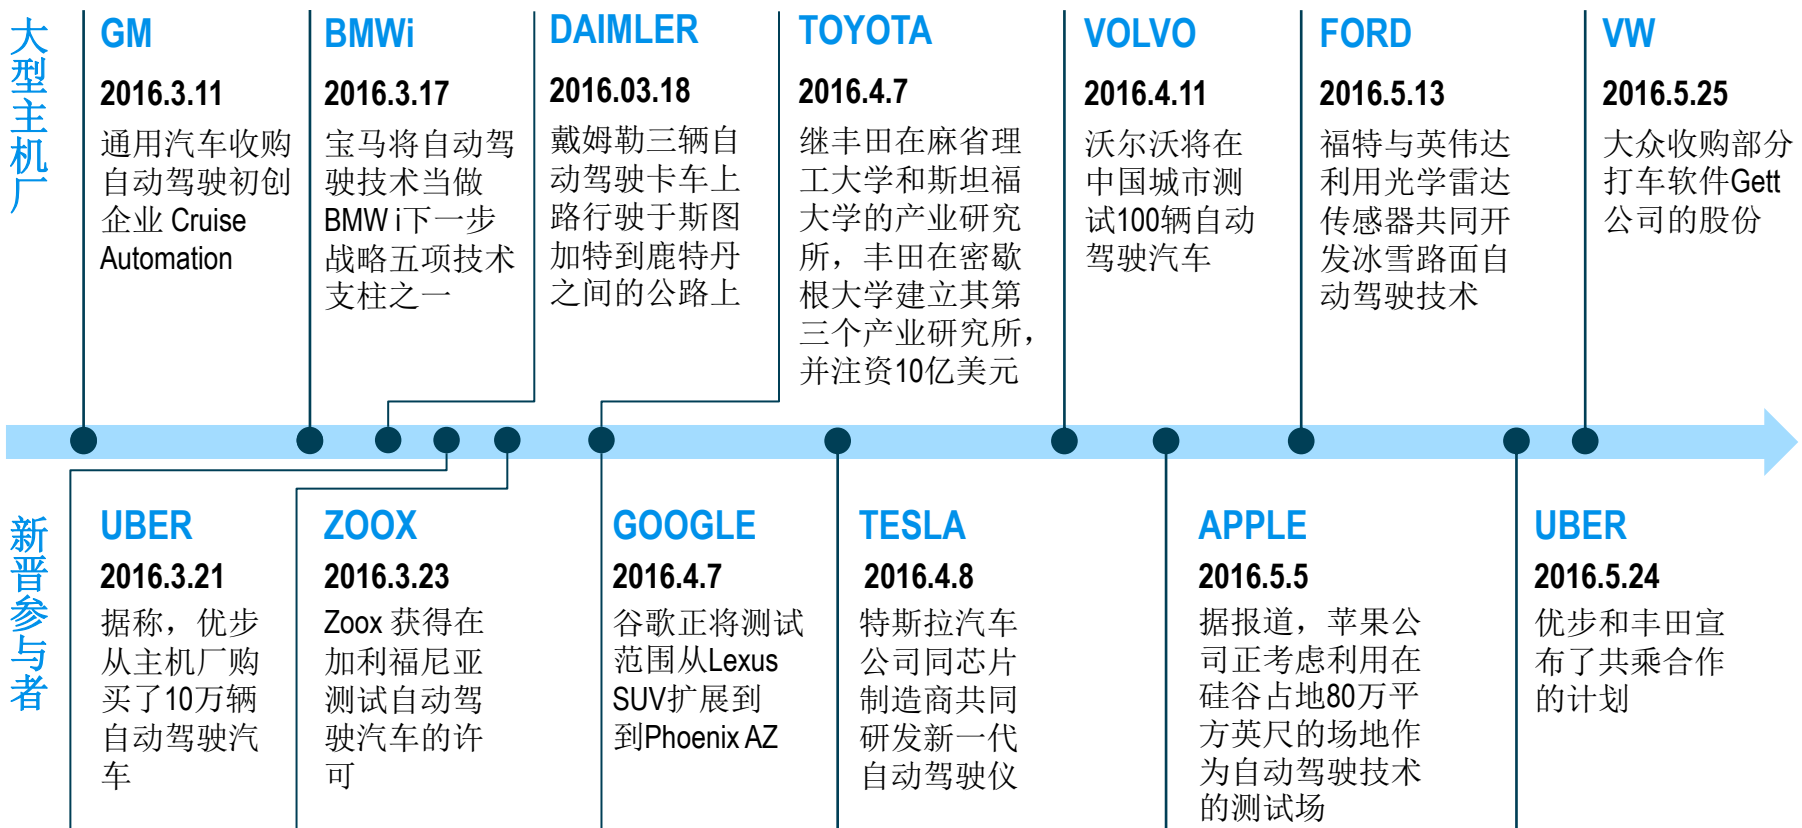 大型主机厂
GM
2016.3.11
通用汽车收购
自动驾驶初创
企业 Cruise
Automation
BMWi
2016.3.17
宝马将自动驾
驶技术当做
BMW i下一步
战略五项技术
支柱之一
DAIMLER
2016.03.18
戴姆勒三辆自
动驾驶卡车上
路行驶于斯图
加特到鹿特丹
之间的公路上
TOYOTA
2016.4.7
继丰田在麻省理
工大学和斯坦福
大学的产业研究
所，丰田在密歇
根大学建立其第
三个产业研究所，
并注资10亿美元
VOLVO
2016.4.11
沃尔沃将在
中国城市测
试100辆自动
驾驶汽车
FORD
2016.5.13
福特与英伟达
利用光学雷达
传感器共同开
发冰雪路面自
动驾驶技术
VW
2016.5.25
大众收购部分
打车软件Gett
公司的股份
新晋参与者
UBER
2016.3.21
据称，优步
从主机厂购
买了10万辆
自动驾驶汽
车
ZOOX
2016.3.23
Zoox 获得在
加利福尼亚
测试自动驾
驶汽车的许
可
GOOGLE
2016.4.7
谷歌正将测试
范围从Lexus
SUV扩展到
到Phoenix AZ
TESLA
2016.4.8
特斯拉汽车
公司同芯片
制造商共同
研发新一代
自动驾驶仪
APPLE
2016.5.5
据报道，苹果公
司正考虑利用在
硅谷占地80万平
方英尺的场地作
为自动驾驶技术
的测试场
UBER
2016.5.24
优步和丰田宣
布了共乘合作
的计划